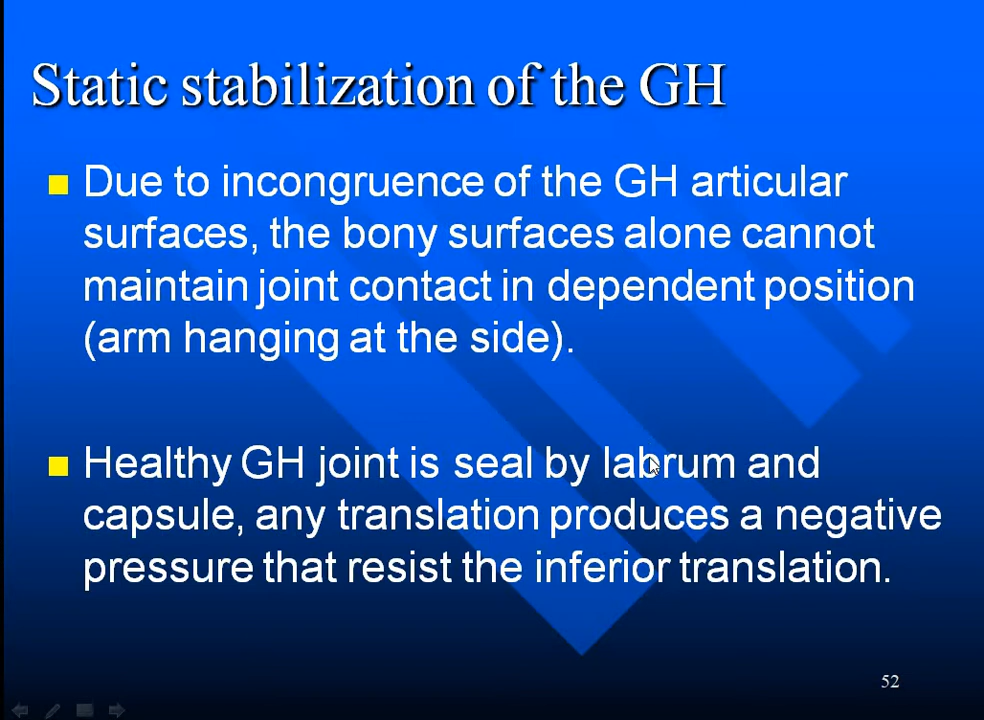 Static stabilization of the GH
Due to incongruence of the GH articular
surfaces, the bony surfaces alone cannot
maintain joint contact in dependent position
(arm hanging at the side).
Healthy GH joint is seal by labrum and
capsule, any translation produces a negative
pressure that resist the inferior translation.
52